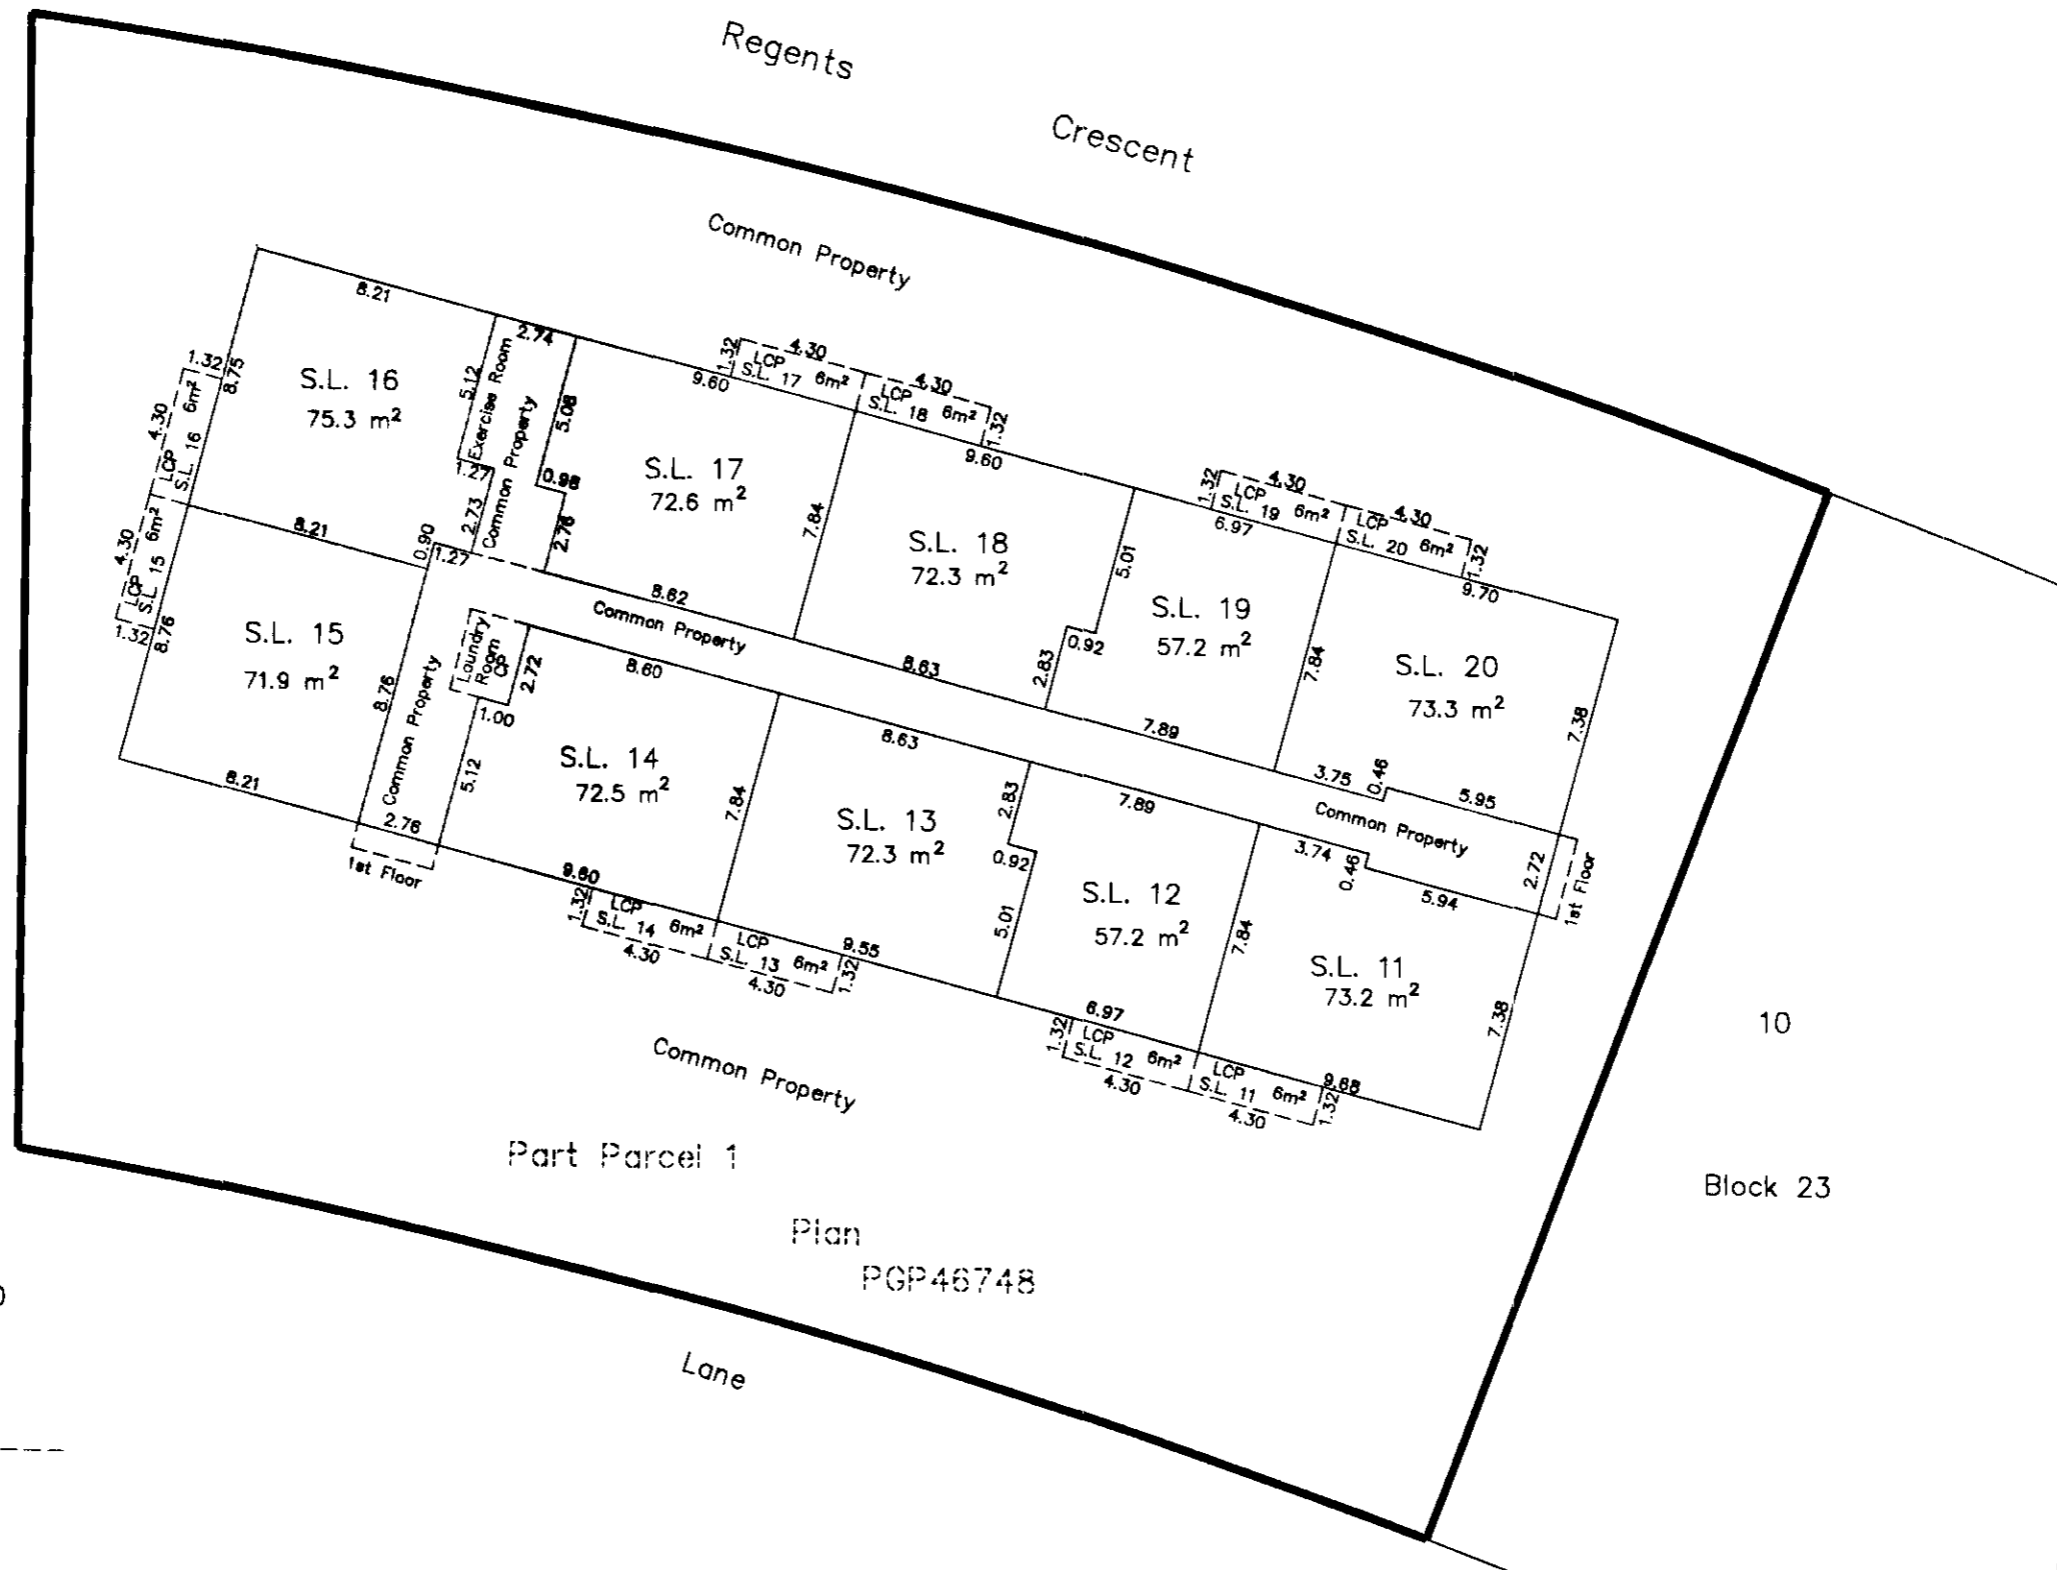 Regents
Crescent
Common Property
8.21
2.74
1.32
4.30
LCP 6m²
S.L. 17
9.60
4.30
LCP 6m²
S.L. 18
1.32
9.60
1.32
8.75
4.30
LCP 6m²
S.L. 16
S.L. 16
75.3 m²
5.12
Exercise Room
Common Property
1.27
2.73
5.08
0.98
2.76
S.L. 17
72.6 m²
7.84
S.L. 18
72.3 m²
5.01
0.92
2.83
1.32
4.30
LCP 6m²
S.L. 19
6.97
4.30
LCP 6m²
S.L. 20
1.32
9.70
S.L. 19
57.2 m²
7.84
S.L. 20
73.3 m²
7.38
8.21
0.90
1.27
8.62
Common Property
8.63
7.89
3.75
0.46
5.95
Common Property
2.72
1st Floor
4.30
LCP 6m²
S.L. 15
1.32
8.76
S.L. 15
71.9 m²
8.76
8.21
Common Property
2.76
1st Floor
Laundry
Room
CP
2.72
1.00
5.12
8.60
S.L. 14
72.5 m²
7.84
8.63
S.L. 13
72.3 m²
2.83
0.92
5.01
7.89
S.L. 12
57.2 m²
7.84
3.74
0.46
5.94
S.L. 11
73.2 m²
7.38
9.60
1.32
LCP
S.L. 14 6m²
4.30
LCP
S.L. 13 6m²
4.30
1.32
9.55
6.97
1.32
LCP 6m²
S.L. 12
4.30
LCP 6m²
S.L. 11
4.30
1.32
9.68
Common Property
10
Block 23
Part Parcel 1
Plan
PGP46748
Lane